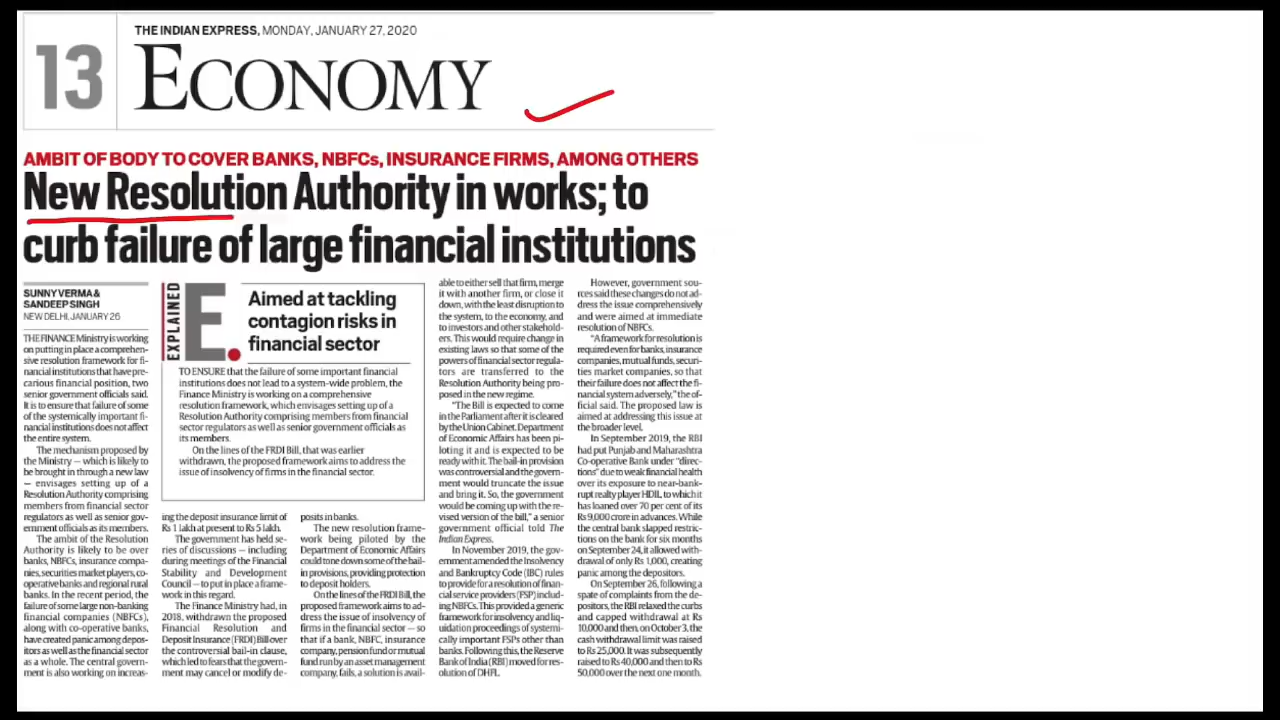 THE INDIAN EXPRESS, MONDAY, JANUARY 27, 2020
13
ECONOMY
AMBIT OF BODY TO COVER BANKS, NBFCs, INSURANCE FIRMS, AMONG OTHERS
New Resolution Authority in works; to
curb failure of large financial institutions
SUNNY VERMA &
SANDEEP SINGH
NEW DELHI, JANUARY 26
THE FINANCE Ministry is working
on putting in place a comprehen-
sive resolution framework for fi-
nancial institutions that have pre-
carious financial position, two
senior government officials said.
It is to ensure that failure of some
of the systemically important fi-
nancial institutions does not affect
the entire system.
The mechanism proposed by
the Ministry — which is likely to
be brought in through a new law
— envisages setting up of a
Resolution Authority comprising
members from financial sector
regulators as well as senior gov-
ernment officials as its members.
The ambit of the Resolution
Authority is likely to be over
banks, NBFCs, insurance compa-
nies, securities market players, co-
operative banks and regional rural
banks. In the recent period, the
failure of some large non-banking
financial companies (NBFCs),
along with co-operative banks,
have created panic among depos-
itors as well as the financial sector
as a whole. The central govern-
ment is also working on increas-
EXPLAINED
E.
Aimed at tackling
contagion risks in
financial sector
TO ENSURE that the failure of some important financial
institutions does not lead to a system-wide problem, the
Finance Ministry is working on a comprehensive
resolution framework, which envisages setting up of a
Resolution Authority comprising members from financial
sector regulators as well as senior government officials as
its members.
On the lines of the FRDI Bill, that was earlier
withdrawn, the proposed framework aims to address the
issue of insolvency of firms in the financial sector.
ing the deposit insurance limit of
Rs 1 lakh at present to Rs 5 lakh.
The government has held se-
ries of discussions — including
during meetings of the Financial
Stability and Development
Council — to put in place a frame-
work in this regard.
The Finance Ministry had, in
2018, withdrawn the proposed
Financial Resolution and
Deposit Insurance (FRDI) Bill over
the controversial bail-in clause,
which led to fears that the govern-
ment may cancel or modify de-
posits in banks.
The new resolution frame-
work being piloted by the
Department of Economic Affairs
could tone down some of the bail-
in provisions, providing protection
to deposit holders.
On the lines of the FRDI Bill, the
proposed framework aims to ad-
dress the issue of insolvency of
firms in the financial sector — so
that if a bank, NBFC, insurance
company, pension fund or mutual
fund run by an asset management
company, fails, a solution is avail-
able to either sell that firm, merge
it with another firm, or close it
down, with the least disruption to
the system, to the economy, and
to investors and other stakehold-
ers. This would require change in
existing laws so that some of the
powers of financial sector regula-
tors are transferred to the
Resolution Authority being pro-
posed in the new regime.
"The Bill is expected to come
in the Parliament after it is cleared
by the Union Cabinet. Department
of Economic Affairs has been pi-
loting it and is expected to be
ready with it. The bail-in provision
was controversial and the govern-
ment would truncate the issue
and bring it. So, the government
would be coming up with the re-
vised version of the bill," a senior
government official told The
Indian Express.
In November 2019, the gov-
ernment amended the Insolvency
and Bankruptcy Code (IBC) rules
to provide for a resolution of finan-
cial service providers (FSP) includ-
ing NBFCs. This provided a generic
framework for insolvency and liq-
uidation proceedings of systemi-
cally important FSPs other than
banks. Following this, the Reserve
Bank of India (RBI) moved for res-
olution of DHFL.
However, government sou-
rces said these changes do not ad-
dress the issue comprehensively
and were aimed at immediate
resolution of NBFCs.
"A framework for resolution is
required even for banks, insurance
companies, mutual funds, securi-
ties market companies, so that
their failure does not affect the fi-
nancial system adversely," the of-
ficial said. The proposed law is
aimed at addressing this issue at
the broader level.
In September 2019, the RBI
had put Punjab and Maharashtra
Co-operative Bank under "direc-
tions" due to weak financial health
over its exposure to near-bank-
rupt realty player HDIL, to which it
has loaned over 70 per cent of its
Rs 9,000 crore in advances. While
the central bank slapped restric-
tions on the bank for six months
on September 24, it allowed with-
drawal of only Rs 1,000, creating
panic among the depositors.
On September 26, following a
spate of complaints from the de-
positors, the RBI relaxed the curbs
and capped withdrawal at Rs
10,000 and then, on October 3, the
cash withdrawal limit was raised
to Rs 25,000. It was subsequently
raised to Rs 40,000 and then to Rs
50,000 over the next one month.